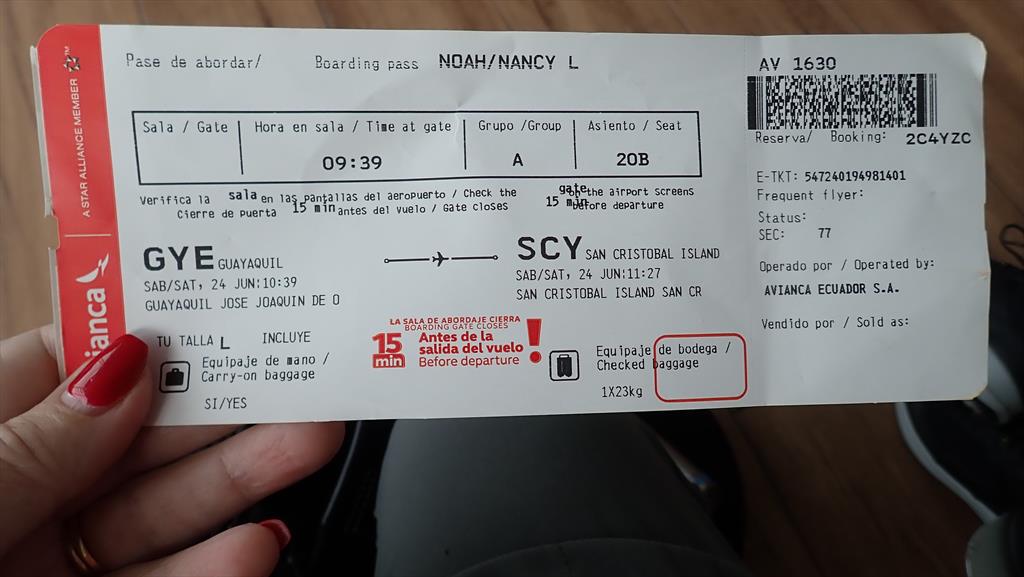 A STAR ALLIANCE MEMBER
ianca
Pase de abordar/ Boarding pass NOAH/NANCY L
Sala / Gate
Hora en sala / Time at gate
09:39
Grupo /Group
A
Asiento / Seat
20B
Verifica la sala en las pantallas del aeropuerto / Check the gate on the airport screens
Cierre de puerta 15 min antes del vuelo / Gate closes 15 min before departure
GYE GUAYAQUIL
SAB/SAT, 24 JUN:10:39
GUAYAQUIL JOSE JOAQUIN DE O
SCY SAN CRISTOBAL ISLAND
SAB/SAT, 24 JUN:11:27
SAN CRISTOBAL ISLAND SAN CR
TU TALLA L INCLUYE
Equipaje de mano /
Carry-on baggage
SI/YES
LA SALA DE ABORDAJE CIERRA
BOARDING GATE CLOSES
15 min
Antes de la
salida del vuelo
Before departure
!
Equipaje de bodega /
Checked baggage
1X23kg
AV 1630
Reserva/ Booking: 2C4YZC
E-TKT: 547240194981401
Frequent flyer:
Status:
SEC: 77
Operado por / Operated by:
AVIANCA ECUADOR S.A.
Vendido por / Sold as: